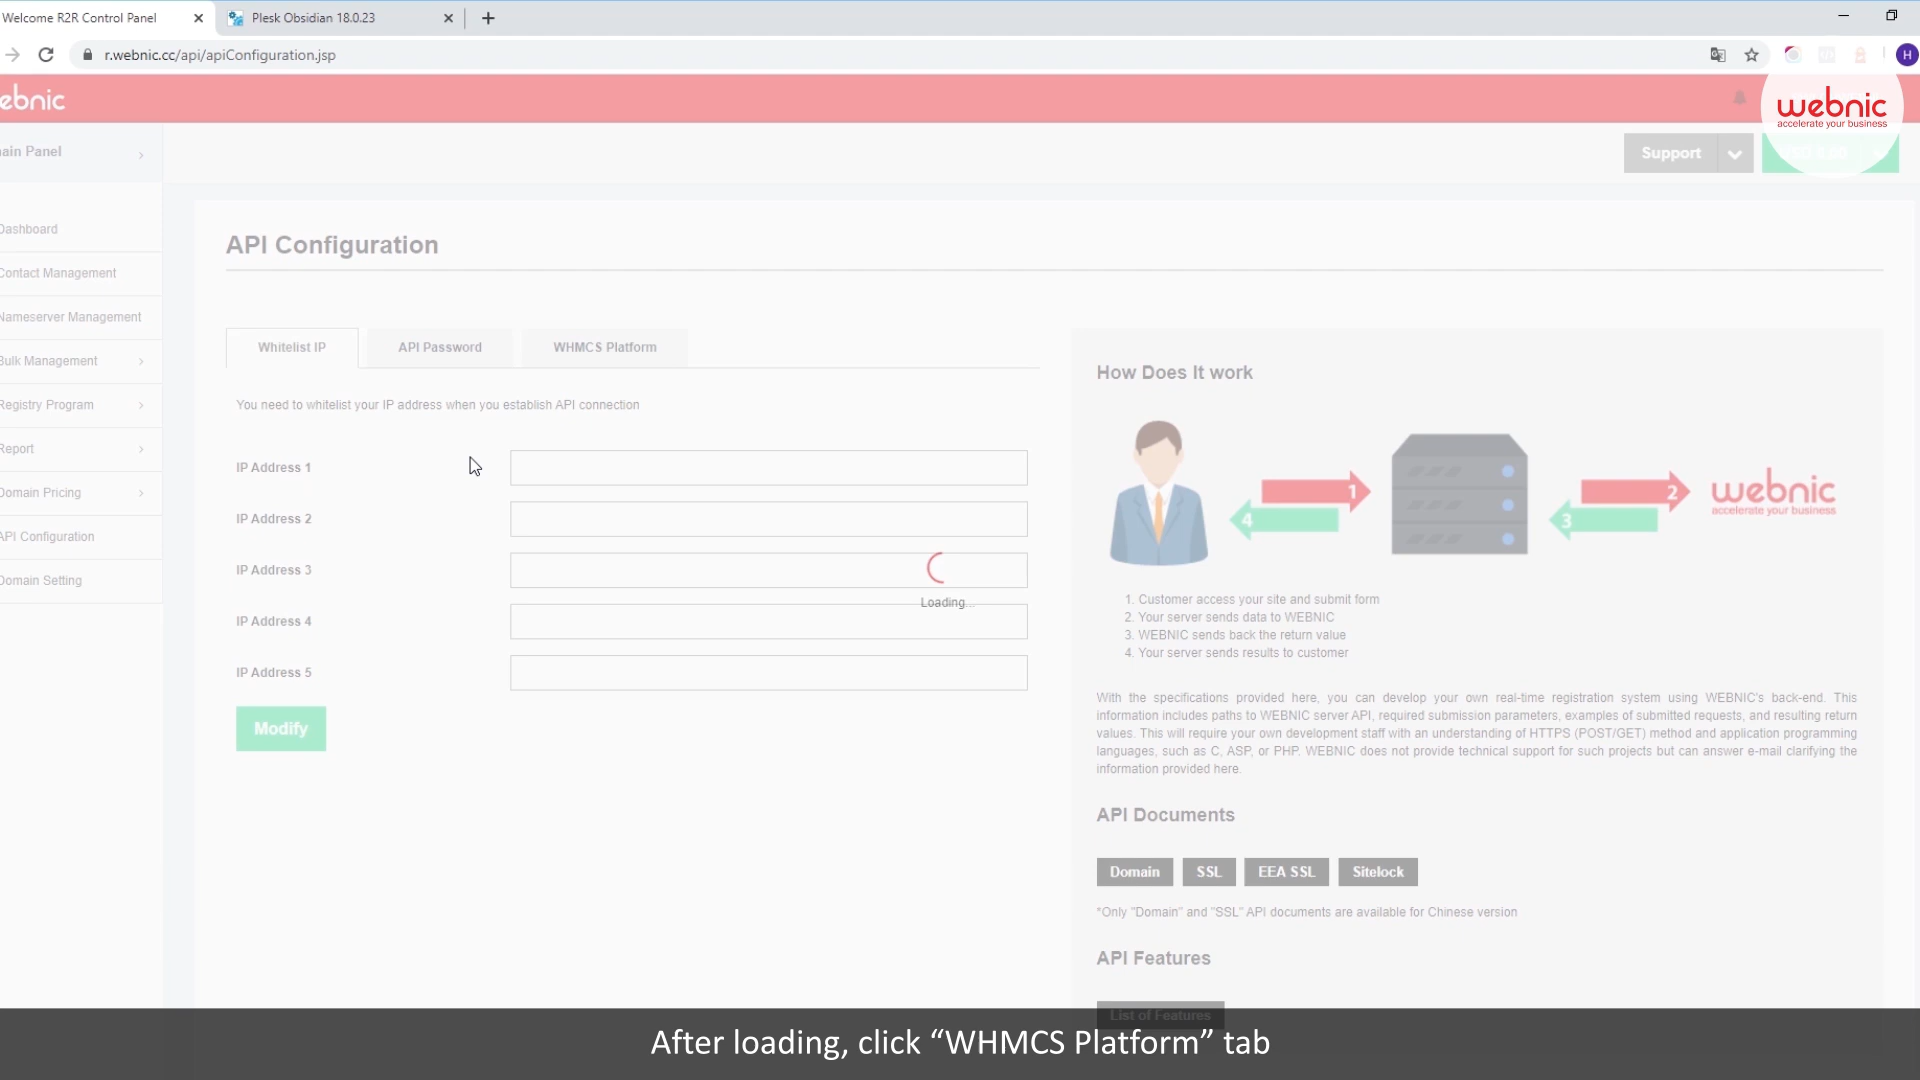 Welcome R2R Control Panel
Plesk Obsidian 18.0.23
r.webnic.cc/api/apiConfiguration.jsp
H
ebnic
webnic
accelerate your business
ain Panel
Support
Dashboard
Contact Management
Nameserver Management
Bulk Management
Registry Program
Report
Domain Pricing
API Configuration
Domain Setting
API Configuration
Whitelist IP
API Password
WHMCS Platform
You need to whitelist your IP address when you establish API connection
IP Address 1
IP Address 2
IP Address 3
IP Address 4
IP Address 5
Loading...
Modify
How Does It work
1
4
2
3
webnic
accelerate your business
1. Customer access your site and submit form
2. Your server sends data to WEBNIC
3. WEBNIC sends back the return value
4. Your server sends results to customer
With the specifications provided here, you can develop your own real-time registration system using WEBNIC's back-end. This
information includes paths to WEBNIC server API, required submission parameters, examples of submitted requests, and resulting return
values. This will require your own development staff with an understanding of HTTPS (POST/GET) method and application programming
languages, such as C, ASP, or PHP. WEBNIC does not provide technical support for such projects but can answer e-mail clarifying the
information provided here.
API Documents
Domain
SSL
EEA SSL
Sitelock
*Only "Domain" and "SSL" API documents are available for Chinese version
API Features
List of Features
After loading, click “WHMCS Platform” tab